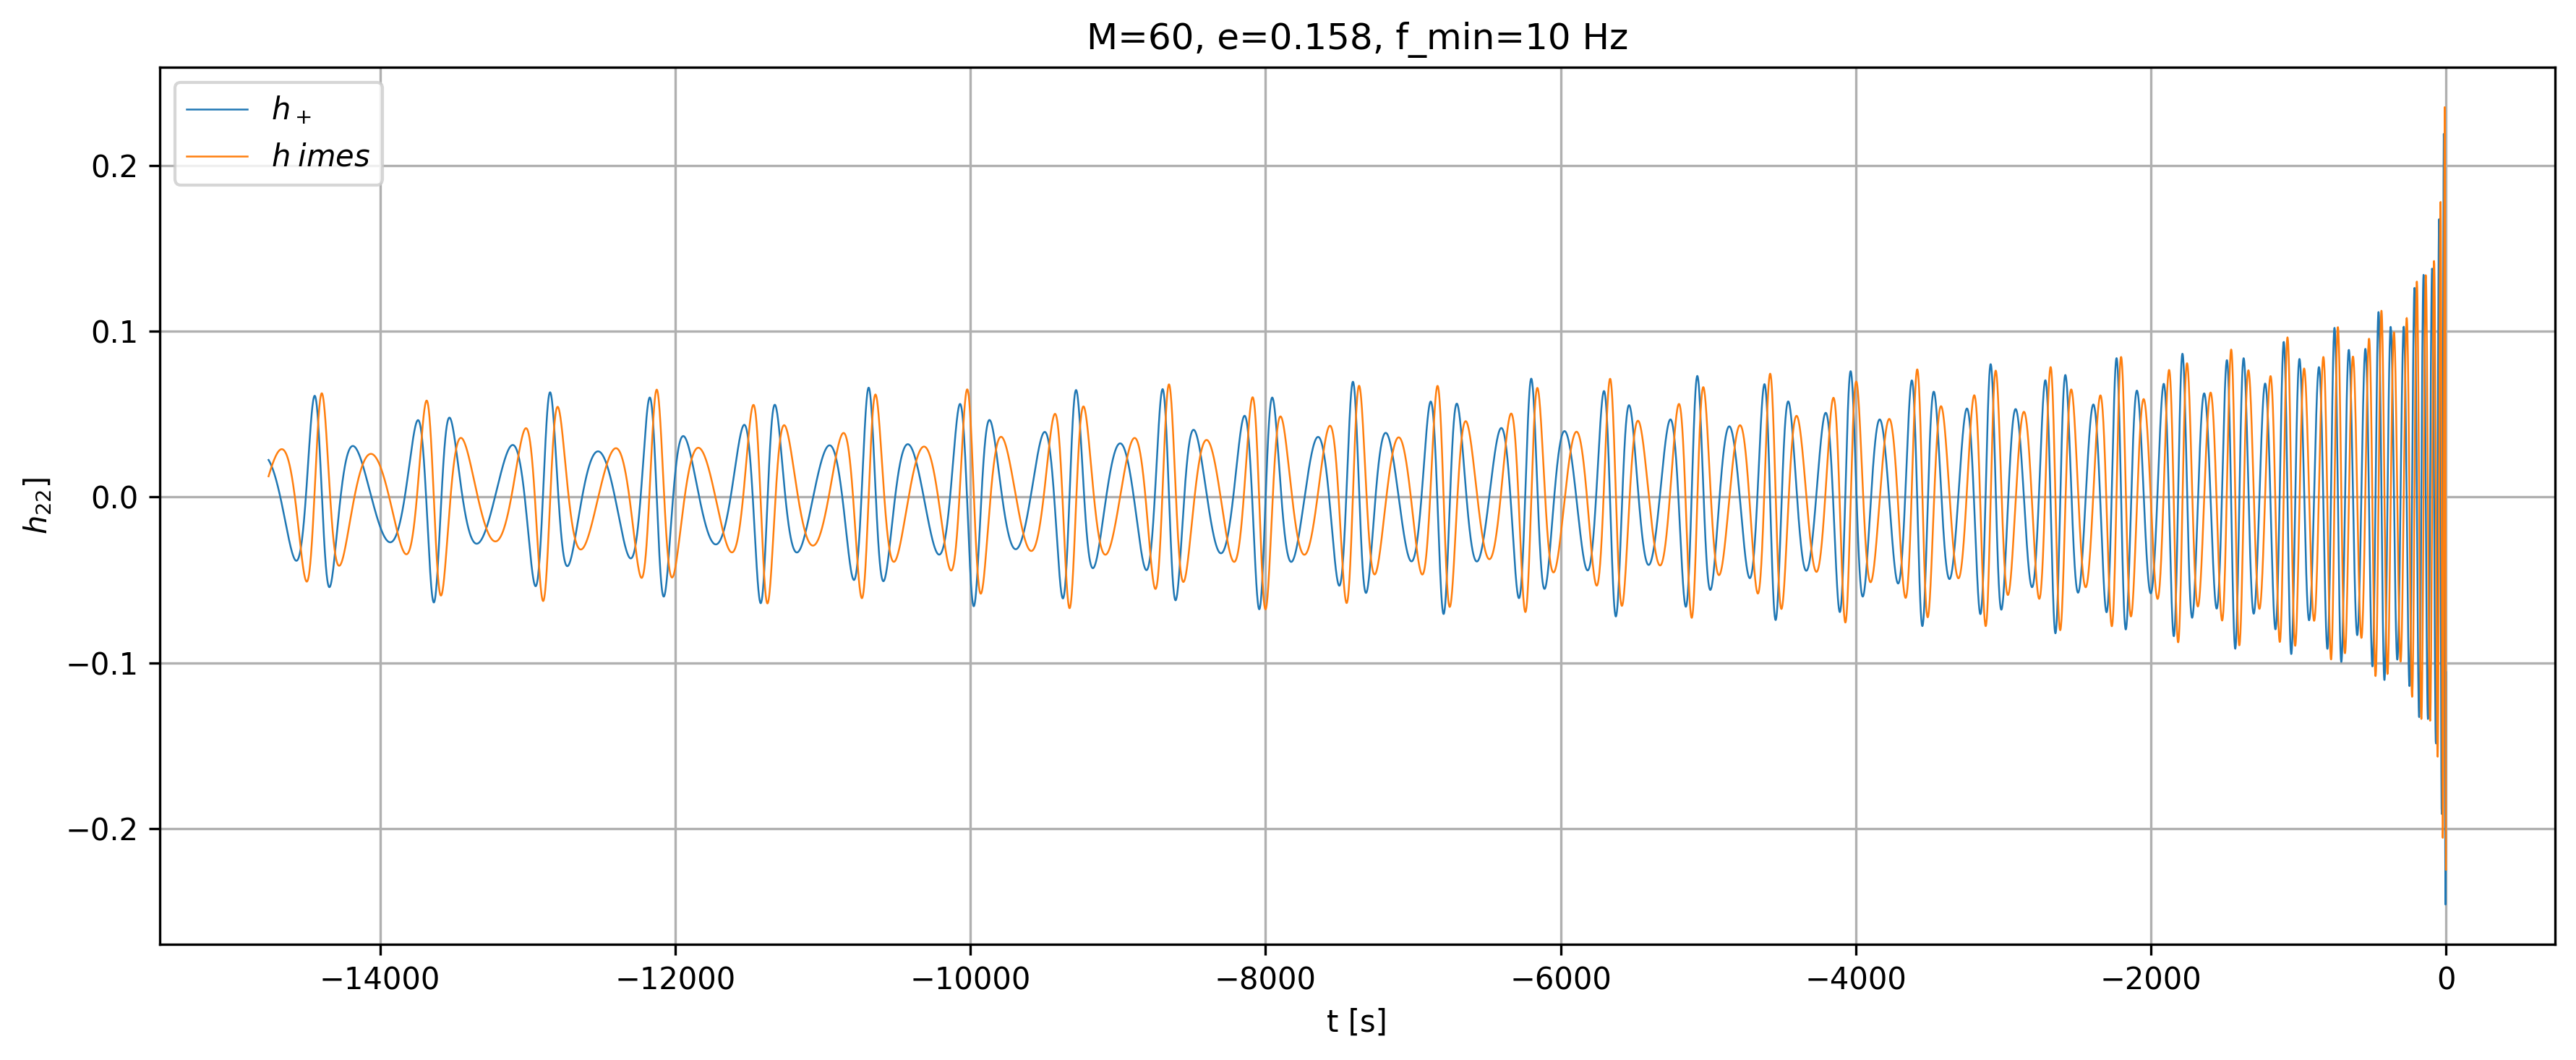 M=60, e=0.158, f_min=10 Hz
h₊
h imes
0.2
0.1
0.0
−0.1
−0.2
h₂₂]
−14000 −12000 −10000 −8000 −6000 −4000 −2000 0
t [s]